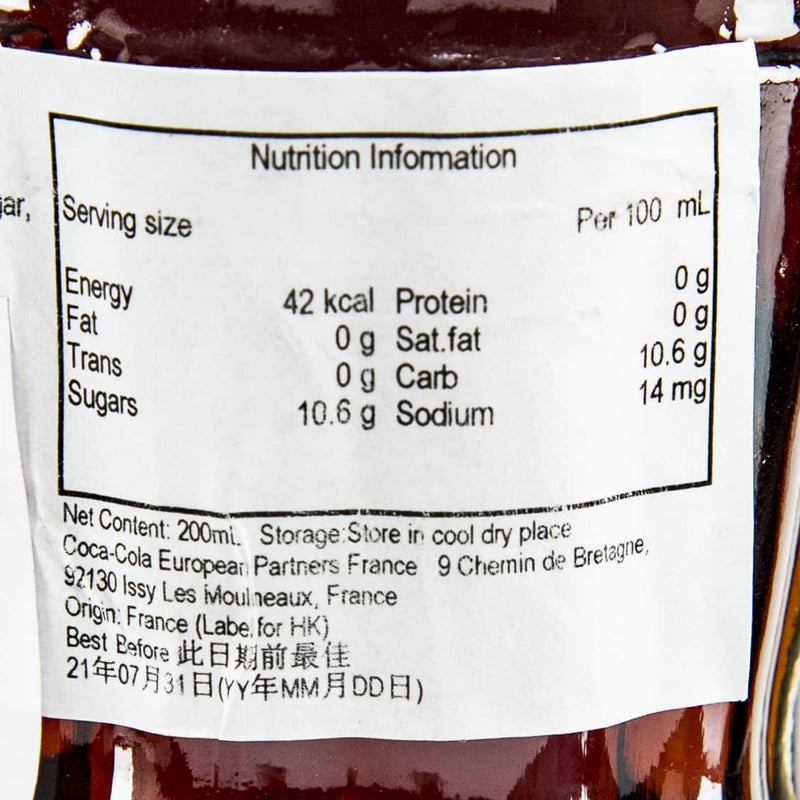 ar,
Nutrition Information
Serving size Per 100 mL
Energy 42 kcal Protein 0 g
Fat 0 g Sat.fat 0 g
Trans 0 g Carb 10.6 g
Sugars 10.6 g Sodium 14 mg
Net Content: 200mL Storage:Store in cool dry place
Coca-Cola European Partners France 9 Chemin de Bretagne,
92130 Issy Les Moulineaux, France
Origin: France (Label for HK)
Best Before 此日期前最佳
21年07月31日(YY年MM月DD日)